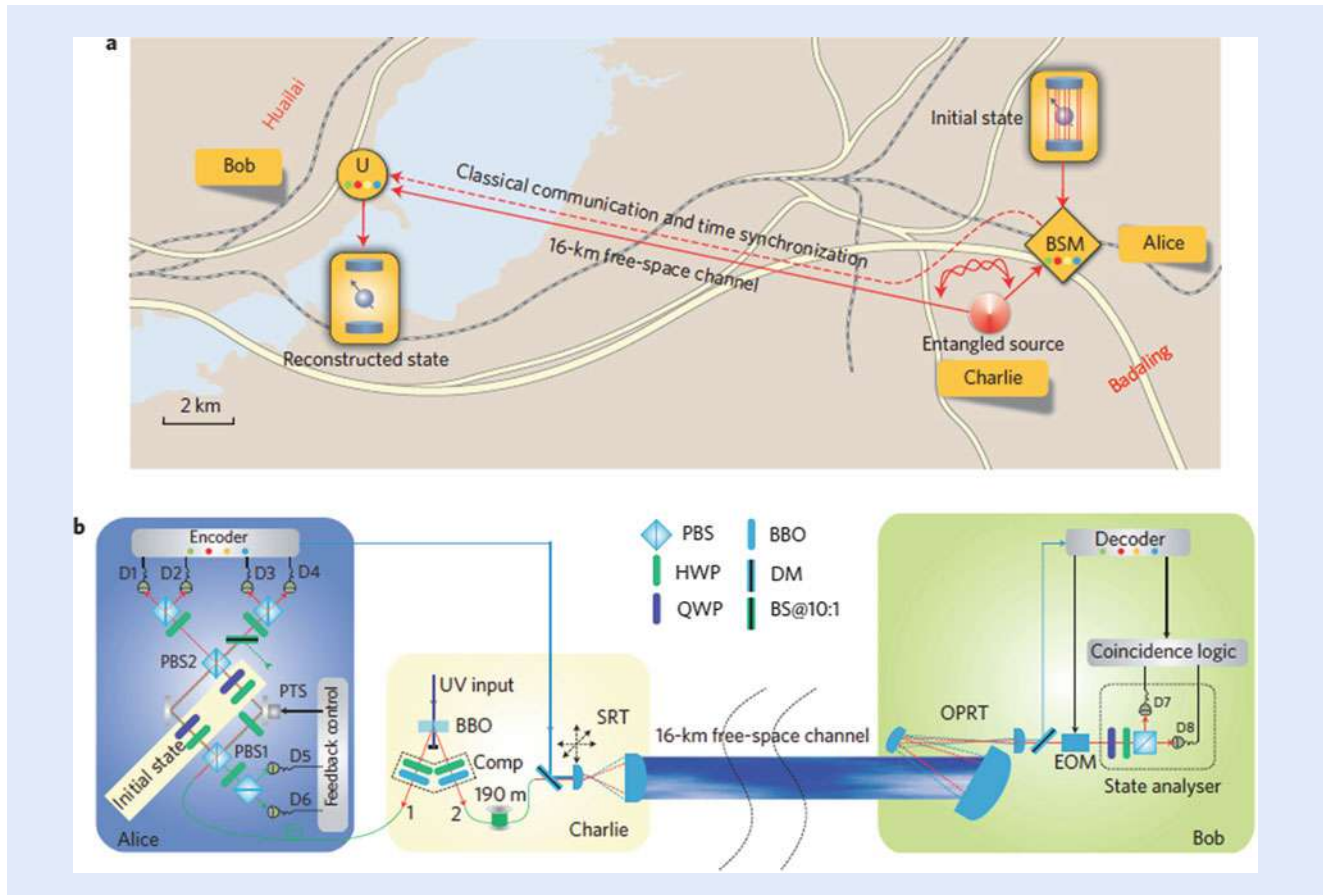 a
Huailai
Bob
U
Initial state
Classical communication and time synchronization
16-km free-space channel
BSM
Alice
Reconstructed state
Entangled source
Charlie
Badaling
2 km
b
Encoder
D1
D2
D3
D4
PBS2
PTS
Initial state
PBS1
D5
D6
Feedback control
Alice
UV input
BBO
Comp
190 m
1
2
SRT
Charlie
PBS
BBO
HWP
DM
QWP
BS@10:1
16-km free-space channel
OPRT
Decoder
Coincidence logic
D7
D8
EOM
State analyser
Bob